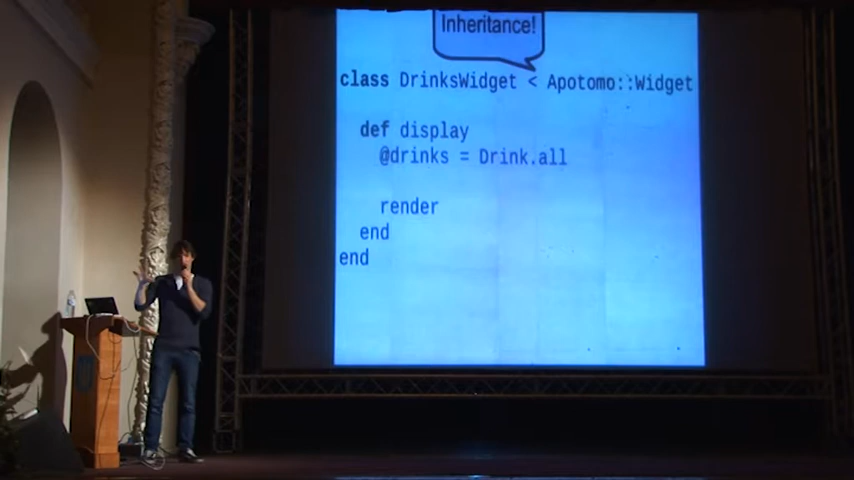 Inheritance!
class DrinksWidget < Apotomo::Widget
def display
@drinks = Drink.all
render
end
end